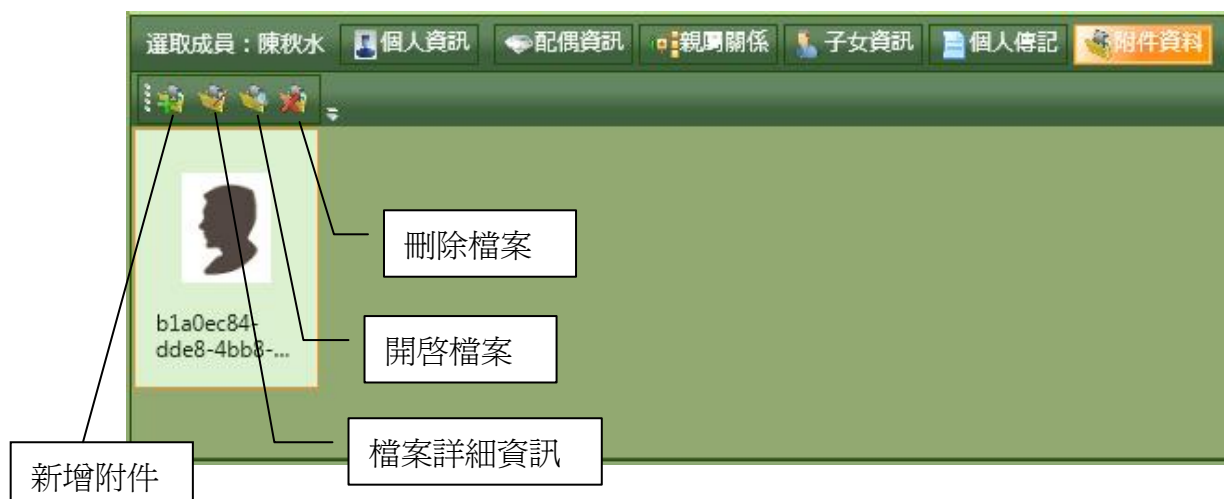 選取成員：陳秋水 個人資訊 配偶資訊 親屬關係 子女資訊 個人傳記 附件資料
刪除檔案
b1a0ec84-
dde8-4bb8-...
開啓檔案
檔案詳細資訊
新增附件